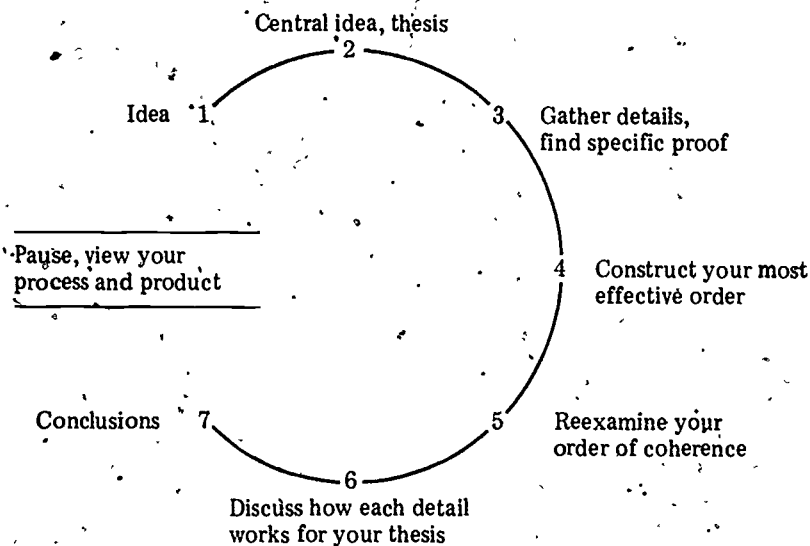 Central idea, thesis
2
Idea 1
3 Gather details,
find specific proof
Pause, view your
process and product
4 Construct your most
effective order
Conclusions 7
5 Reexamine your
order of coherence
6
Discuss how each detail
works for your thesis